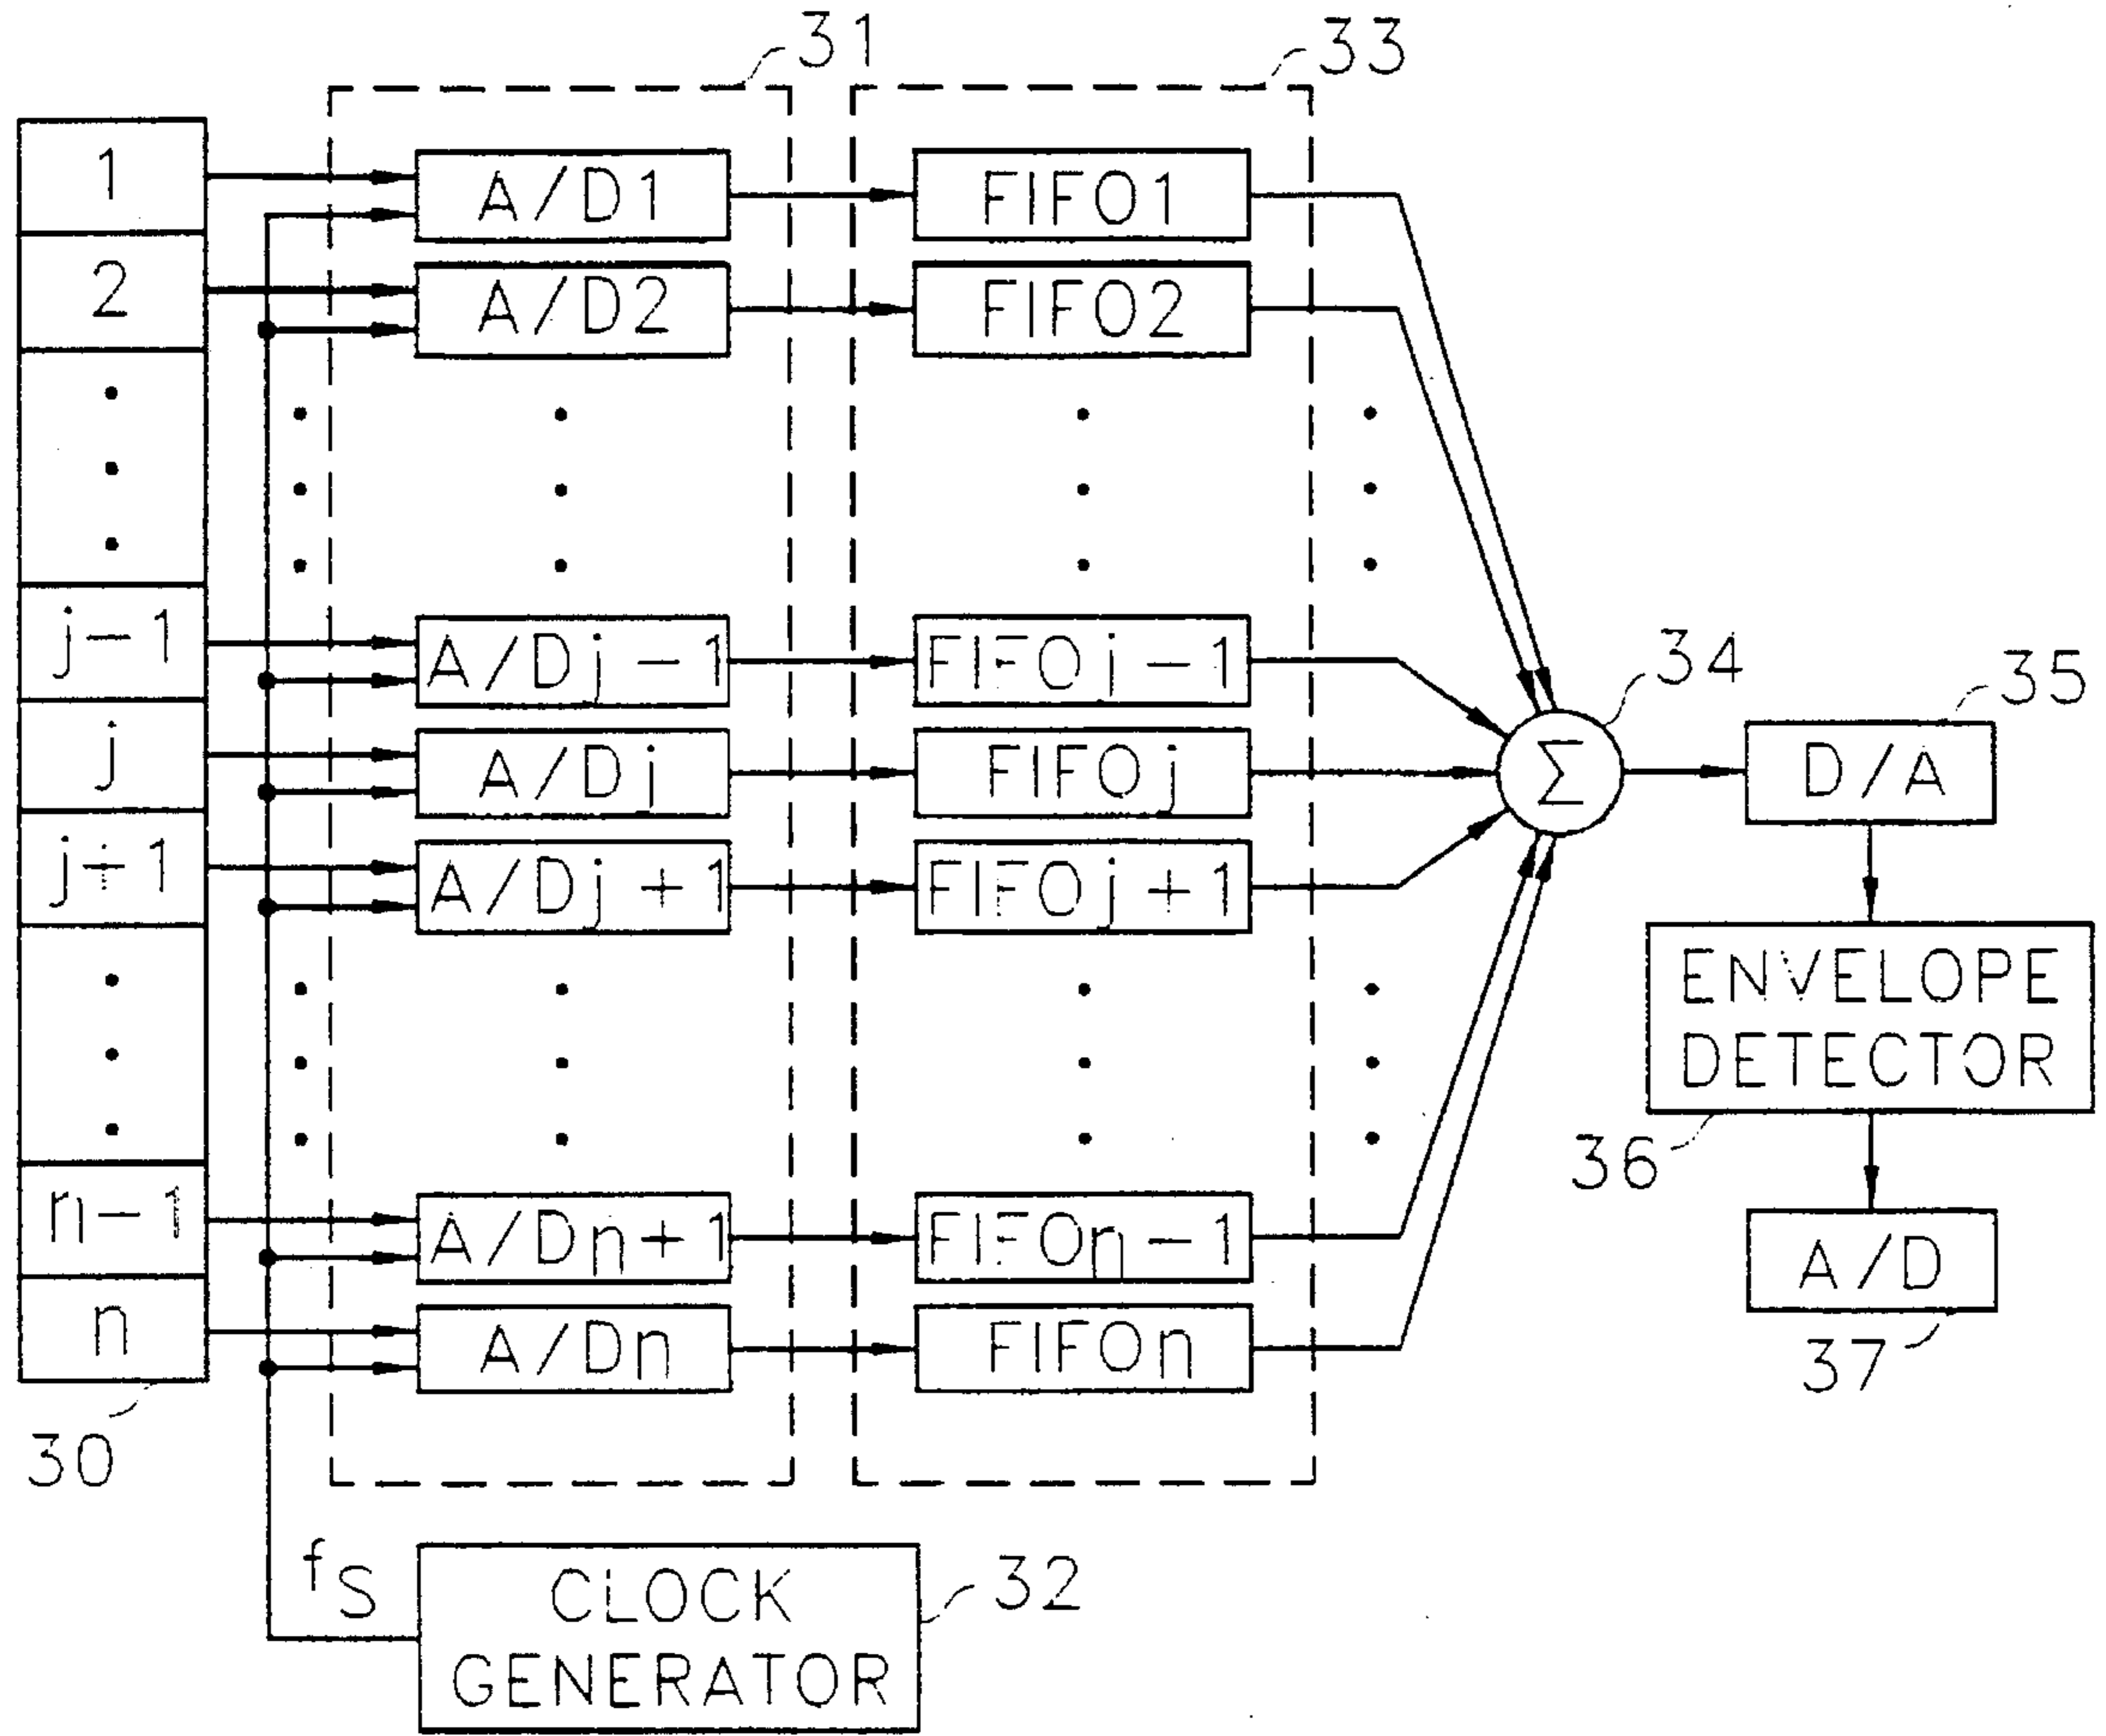 31
33
1
A/D1
FIFO1
2
A/D2
FIFO2
j-1
A/Dj-1
FIFOj-1
34
35
j
A/Dj
FIFOj
Σ
D/A
j+1
A/Dj+1
FIFOj+1
ENVELOPE
DETECTOR
36
n-1
A/Dn+1
FIFOn-1
A/D
n
A/Dn
FIFOn
37
30
fS
CLOCK
GENERATOR
32